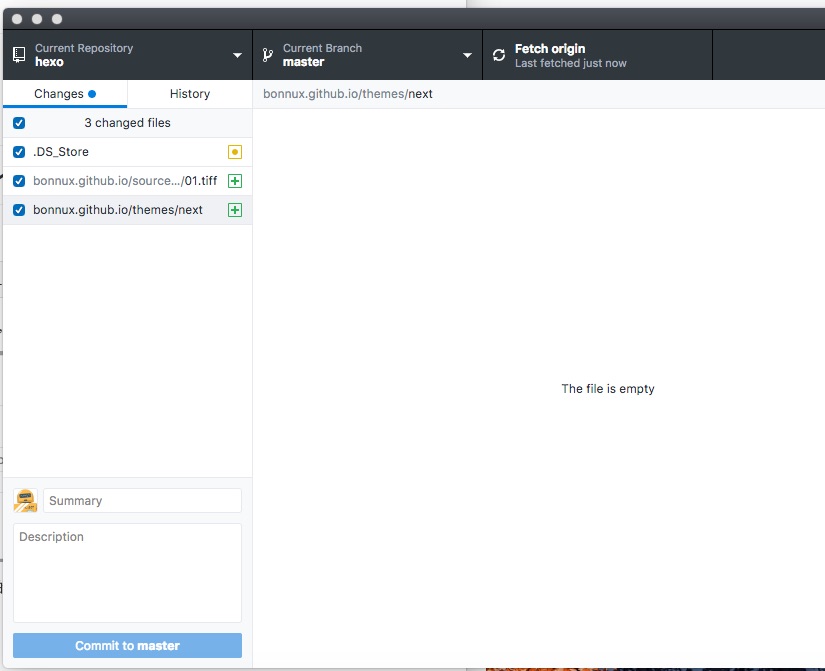 Current Repository
hexo
Current Branch
master
Fetch origin
Last fetched just now
Changes
History
bonnux.github.io/themes/next
3 changed files
.DS_Store
bonnux.github.io/source.../01.tiff
bonnux.github.io/themes/next
The file is empty
Summary
Description
Commit to master